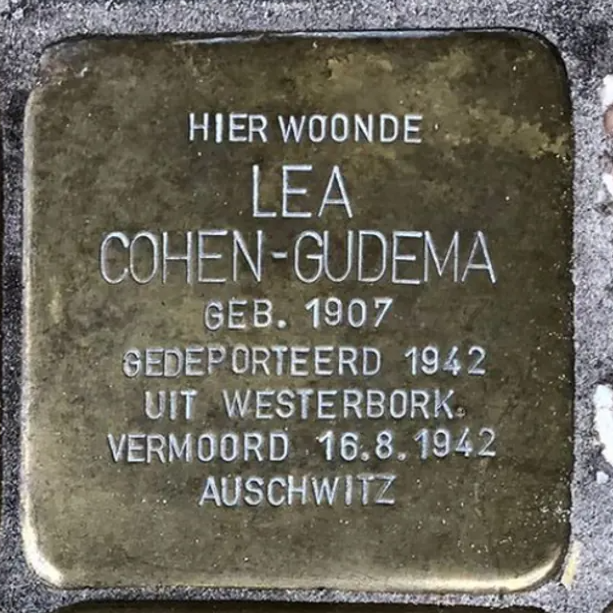 HIER WOONDE
LEA
COHEN-GUDEMA
GEB. 1907
GEDEPORTEERD 1942
UIT WESTERBORK
VERMOORD 16.8.1942
AUSCHWITZ